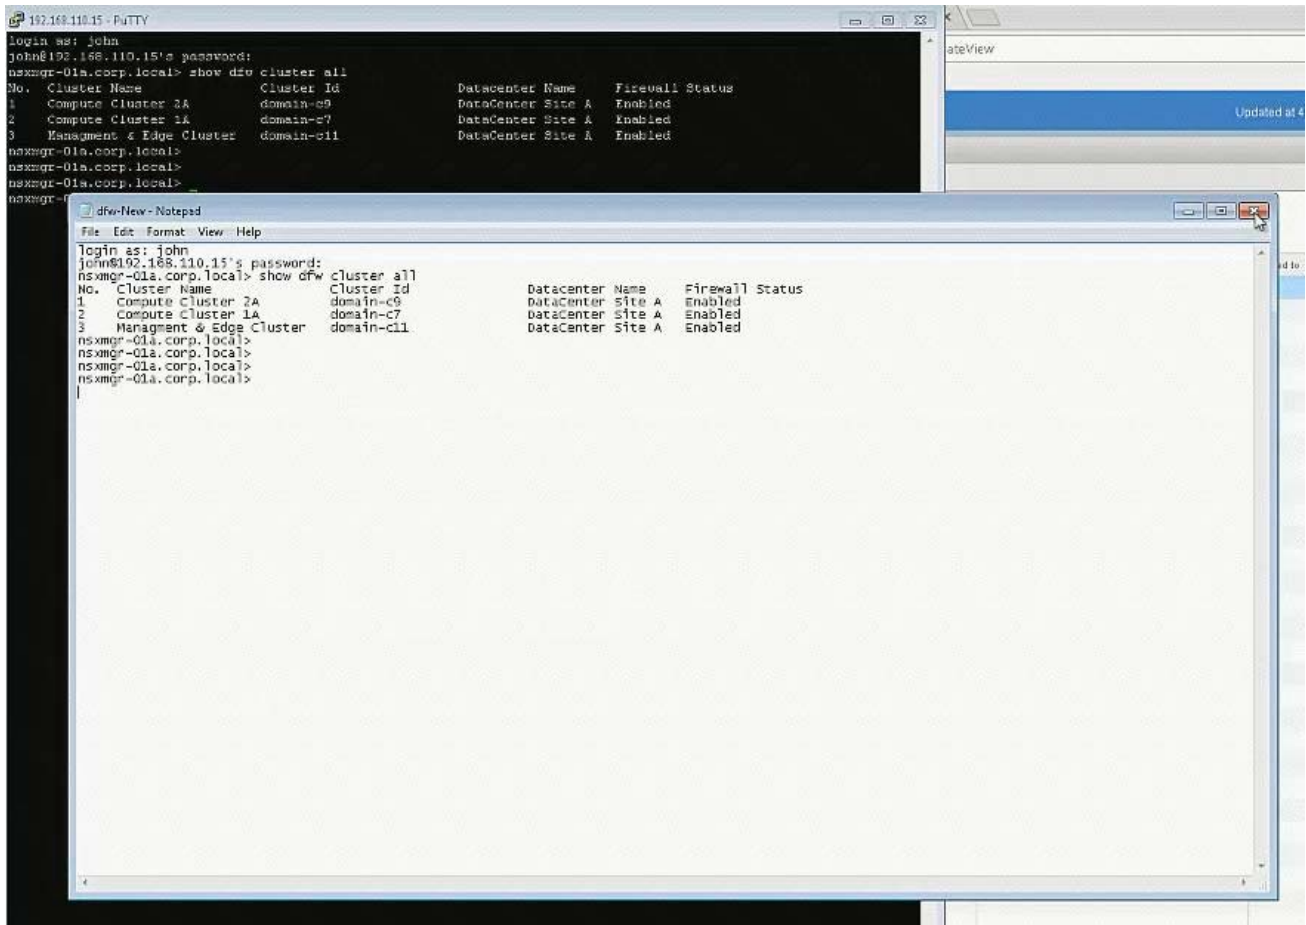 192.168.110.15 - PuTTY
login as: john
john@192.168.110.15's password:
nsxmgr-01a.corp.local> show dfw cluster all
No. Cluster Name Cluster Id Datacenter Name Firewall Status
1 Compute Cluster 2A domain-c9 DataCenter Site A Enabled
2 Compute Cluster 1A domain-c7 DataCenter Site A Enabled
3 Managment & Edge Cluster domain-c11 DataCenter Site A Enabled
nsxmgr-01a.corp.local>
nsxmgr-01a.corp.local>
nsxmgr-01a.corp.local>
nsxmgr-
ateView
Updated at 4
ed to
dfw-New - Notepad
File Edit Format View Help
login as: john
john@192.168.110.15's password:
nsxmgr-01a.corp.local> show dfw cluster all
No. Cluster Name Cluster Id Datacenter Name Firewall Status
1 Compute Cluster 2A domain-c9 DataCenter Site A Enabled
2 Compute Cluster 1A domain-c7 DataCenter Site A Enabled
3 Managment & Edge Cluster domain-c11 DataCenter Site A Enabled
nsxmgr-01a.corp.local>
nsxmgr-01a.corp.local>
nsxmgr-01a.corp.local>
nsxmgr-01a.corp.local>